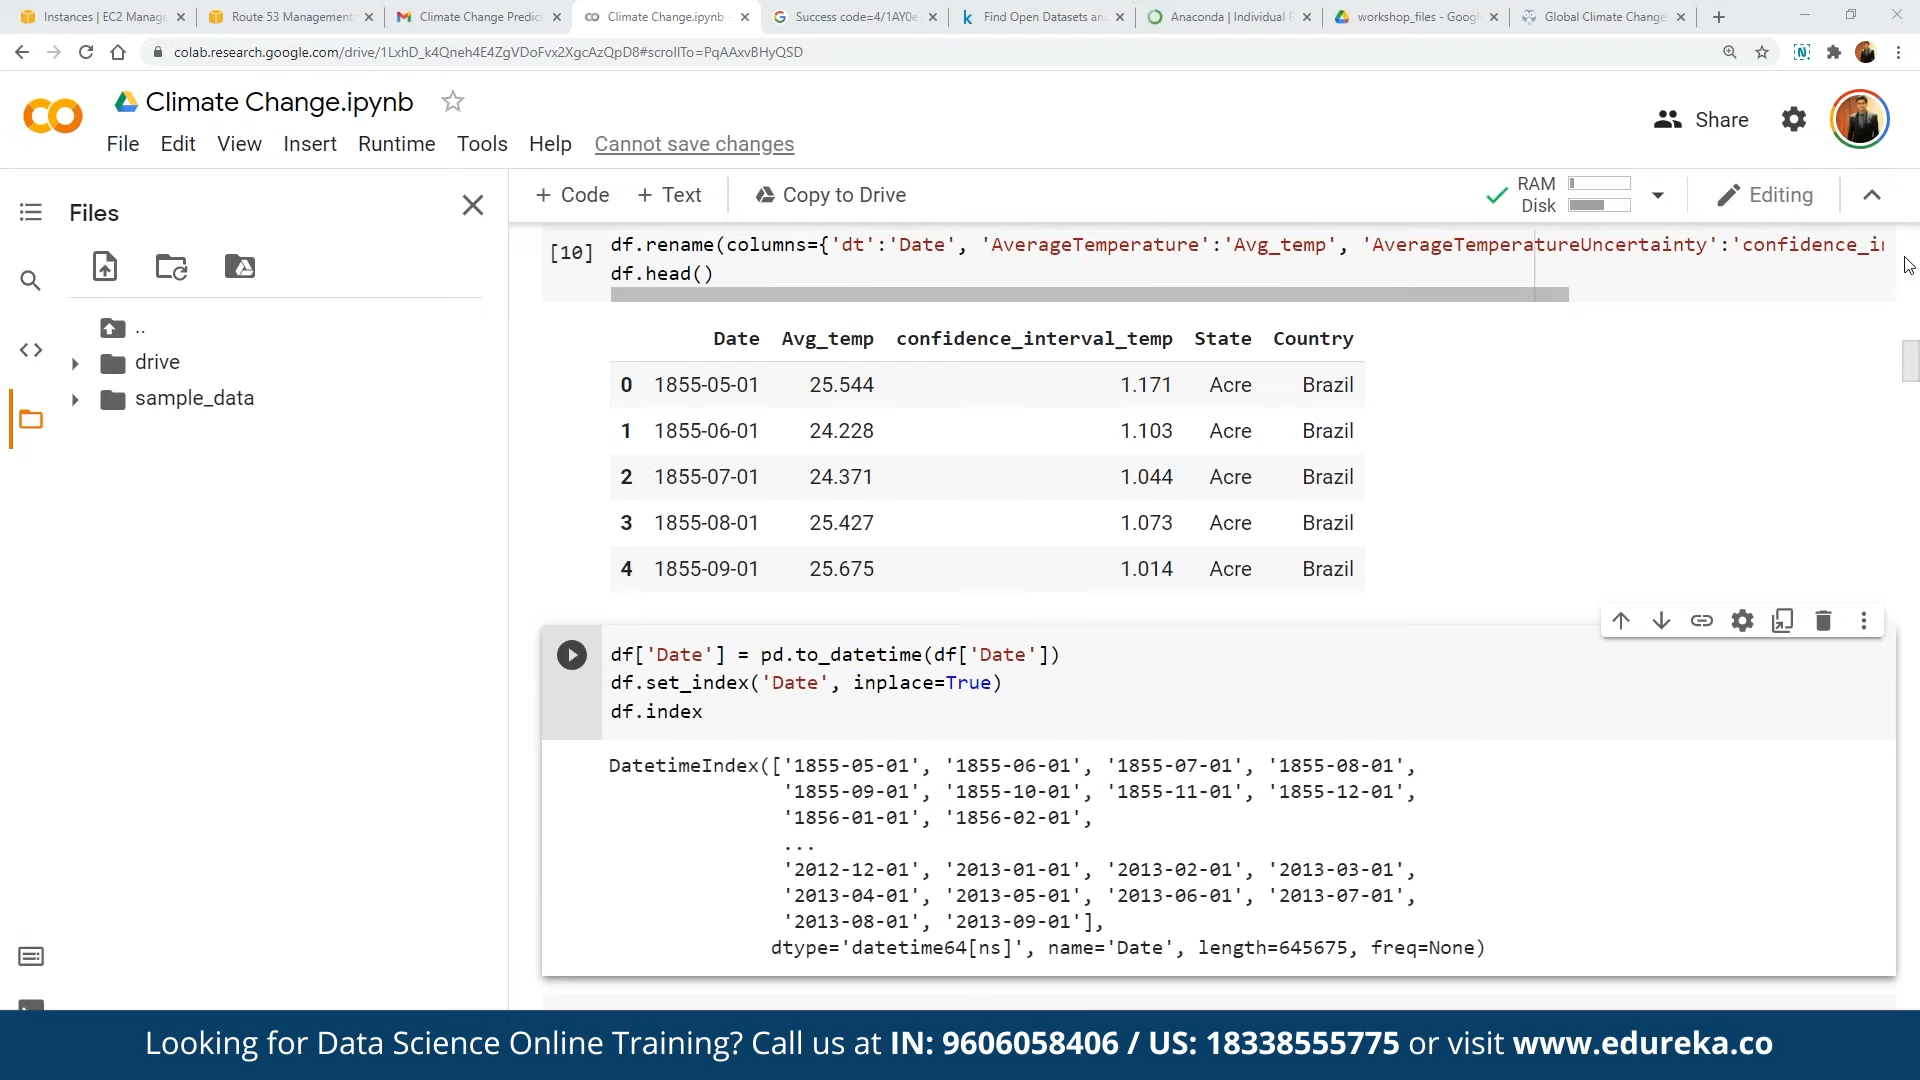 Instances | EC2 Manage
Route 53 Management
Climate Change Predict
Climate Change.ipynb
Success code=4/1AY0e
Find Open Datasets an
Anaconda | Individual E
workshop_files - Googl
Global Climate Change
colab.research.google.com/drive/1LxhD_k4Qneh4E4ZgVDoFvx2XgcAzQpD8#scrollTo=PqAAxvBHyQSD
Climate Change.ipynb
Share
File Edit View Insert Runtime Tools Help Cannot save changes
Files
+ Code + Text Copy to Drive
RAM
Disk
Editing
..
drive
sample_data
[10] df.rename(columns={'dt':'Date', 'AverageTemperature':'Avg_temp', 'AverageTemperatureUncertainty':'confidence_in
df.head()
Date Avg_temp confidence_interval_temp State Country
0 1855-05-01 25.544 1.171 Acre Brazil
1 1855-06-01 24.228 1.103 Acre Brazil
2 1855-07-01 24.371 1.044 Acre Brazil
3 1855-08-01 25.427 1.073 Acre Brazil
4 1855-09-01 25.675 1.014 Acre Brazil
df['Date'] = pd.to_datetime(df['Date'])
df.set_index('Date', inplace=True)
df.index
DatetimeIndex(['1855-05-01', '1855-06-01', '1855-07-01', '1855-08-01',
'1855-09-01', '1855-10-01', '1855-11-01', '1855-12-01',
'1856-01-01', '1856-02-01',
...
'2012-12-01', '2013-01-01', '2013-02-01', '2013-03-01',
'2013-04-01', '2013-05-01', '2013-06-01', '2013-07-01',
'2013-08-01', '2013-09-01'],
dtype='datetime64[ns]', name='Date', length=645675, freq=None)
Looking for Data Science Online Training? Call us at IN: 9606058406 / US: 18338555775 or visit www.edureka.co